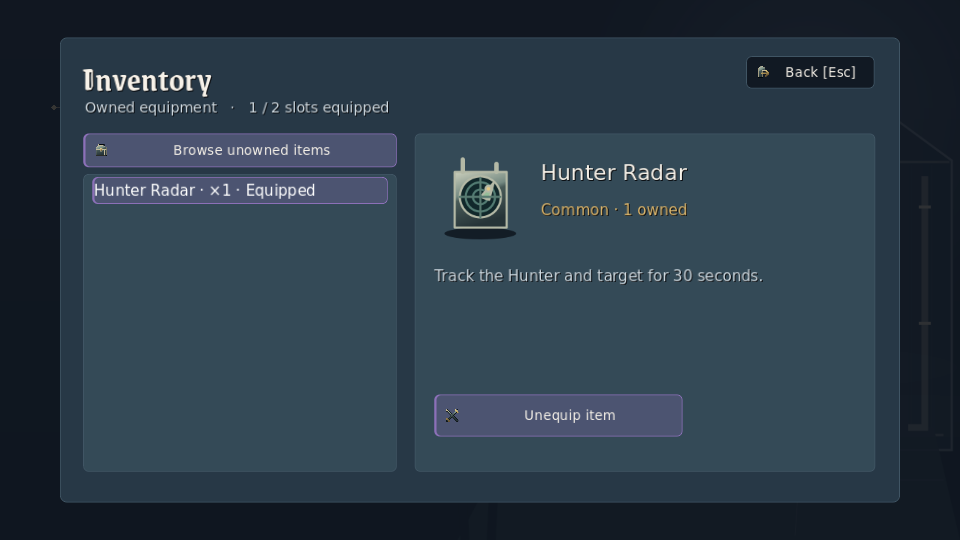 Inventory
Back [Esc]
Owned equipment · 1 / 2 slots equipped
Browse unowned items
Hunter Radar · ×1 · Equipped
Hunter Radar
Common · 1 owned
Track the Hunter and target for 30 seconds.
Unequip item